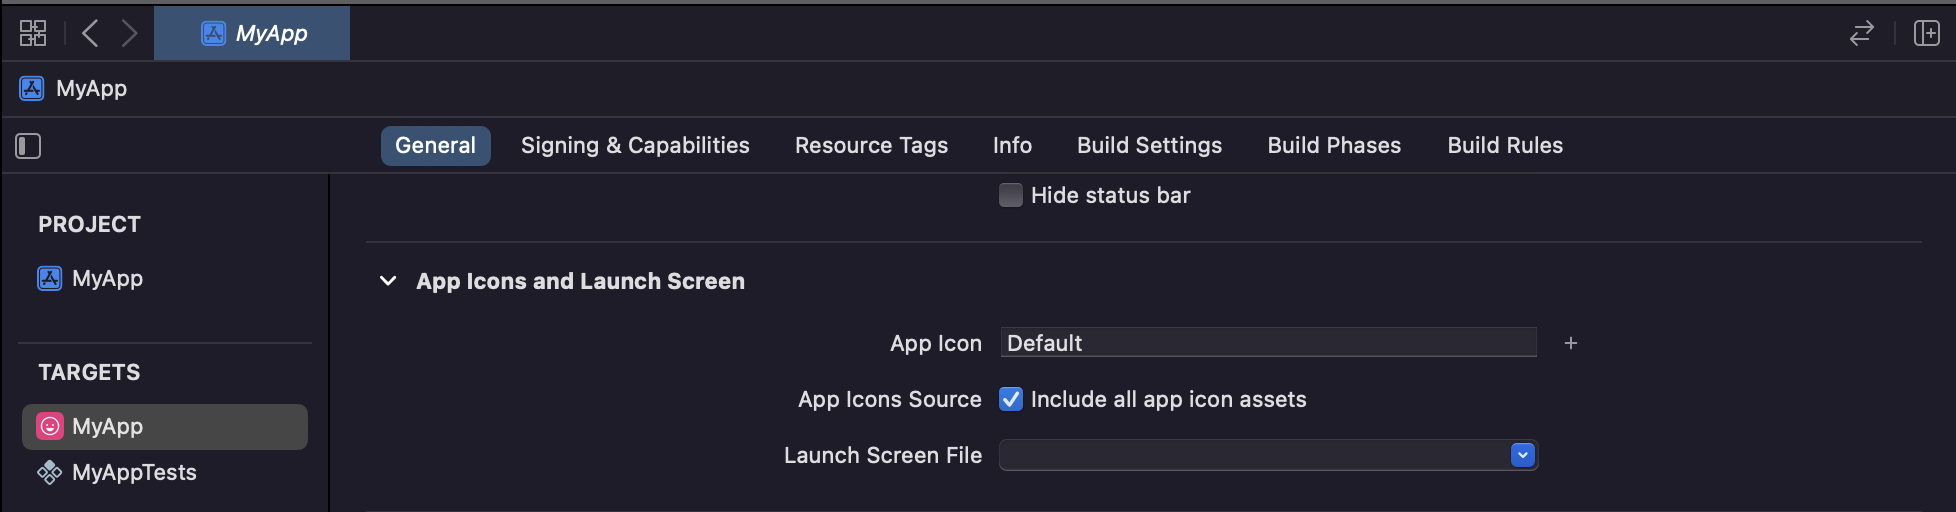 MyApp
MyApp
General Signing & Capabilities Resource Tags Info Build Settings Build Phases Build Rules
PROJECT
MyApp
TARGETS
MyApp
MyAppTests
Hide status bar
App Icons and Launch Screen
App Icon Default
App Icons Source Include all app icon assets
Launch Screen File